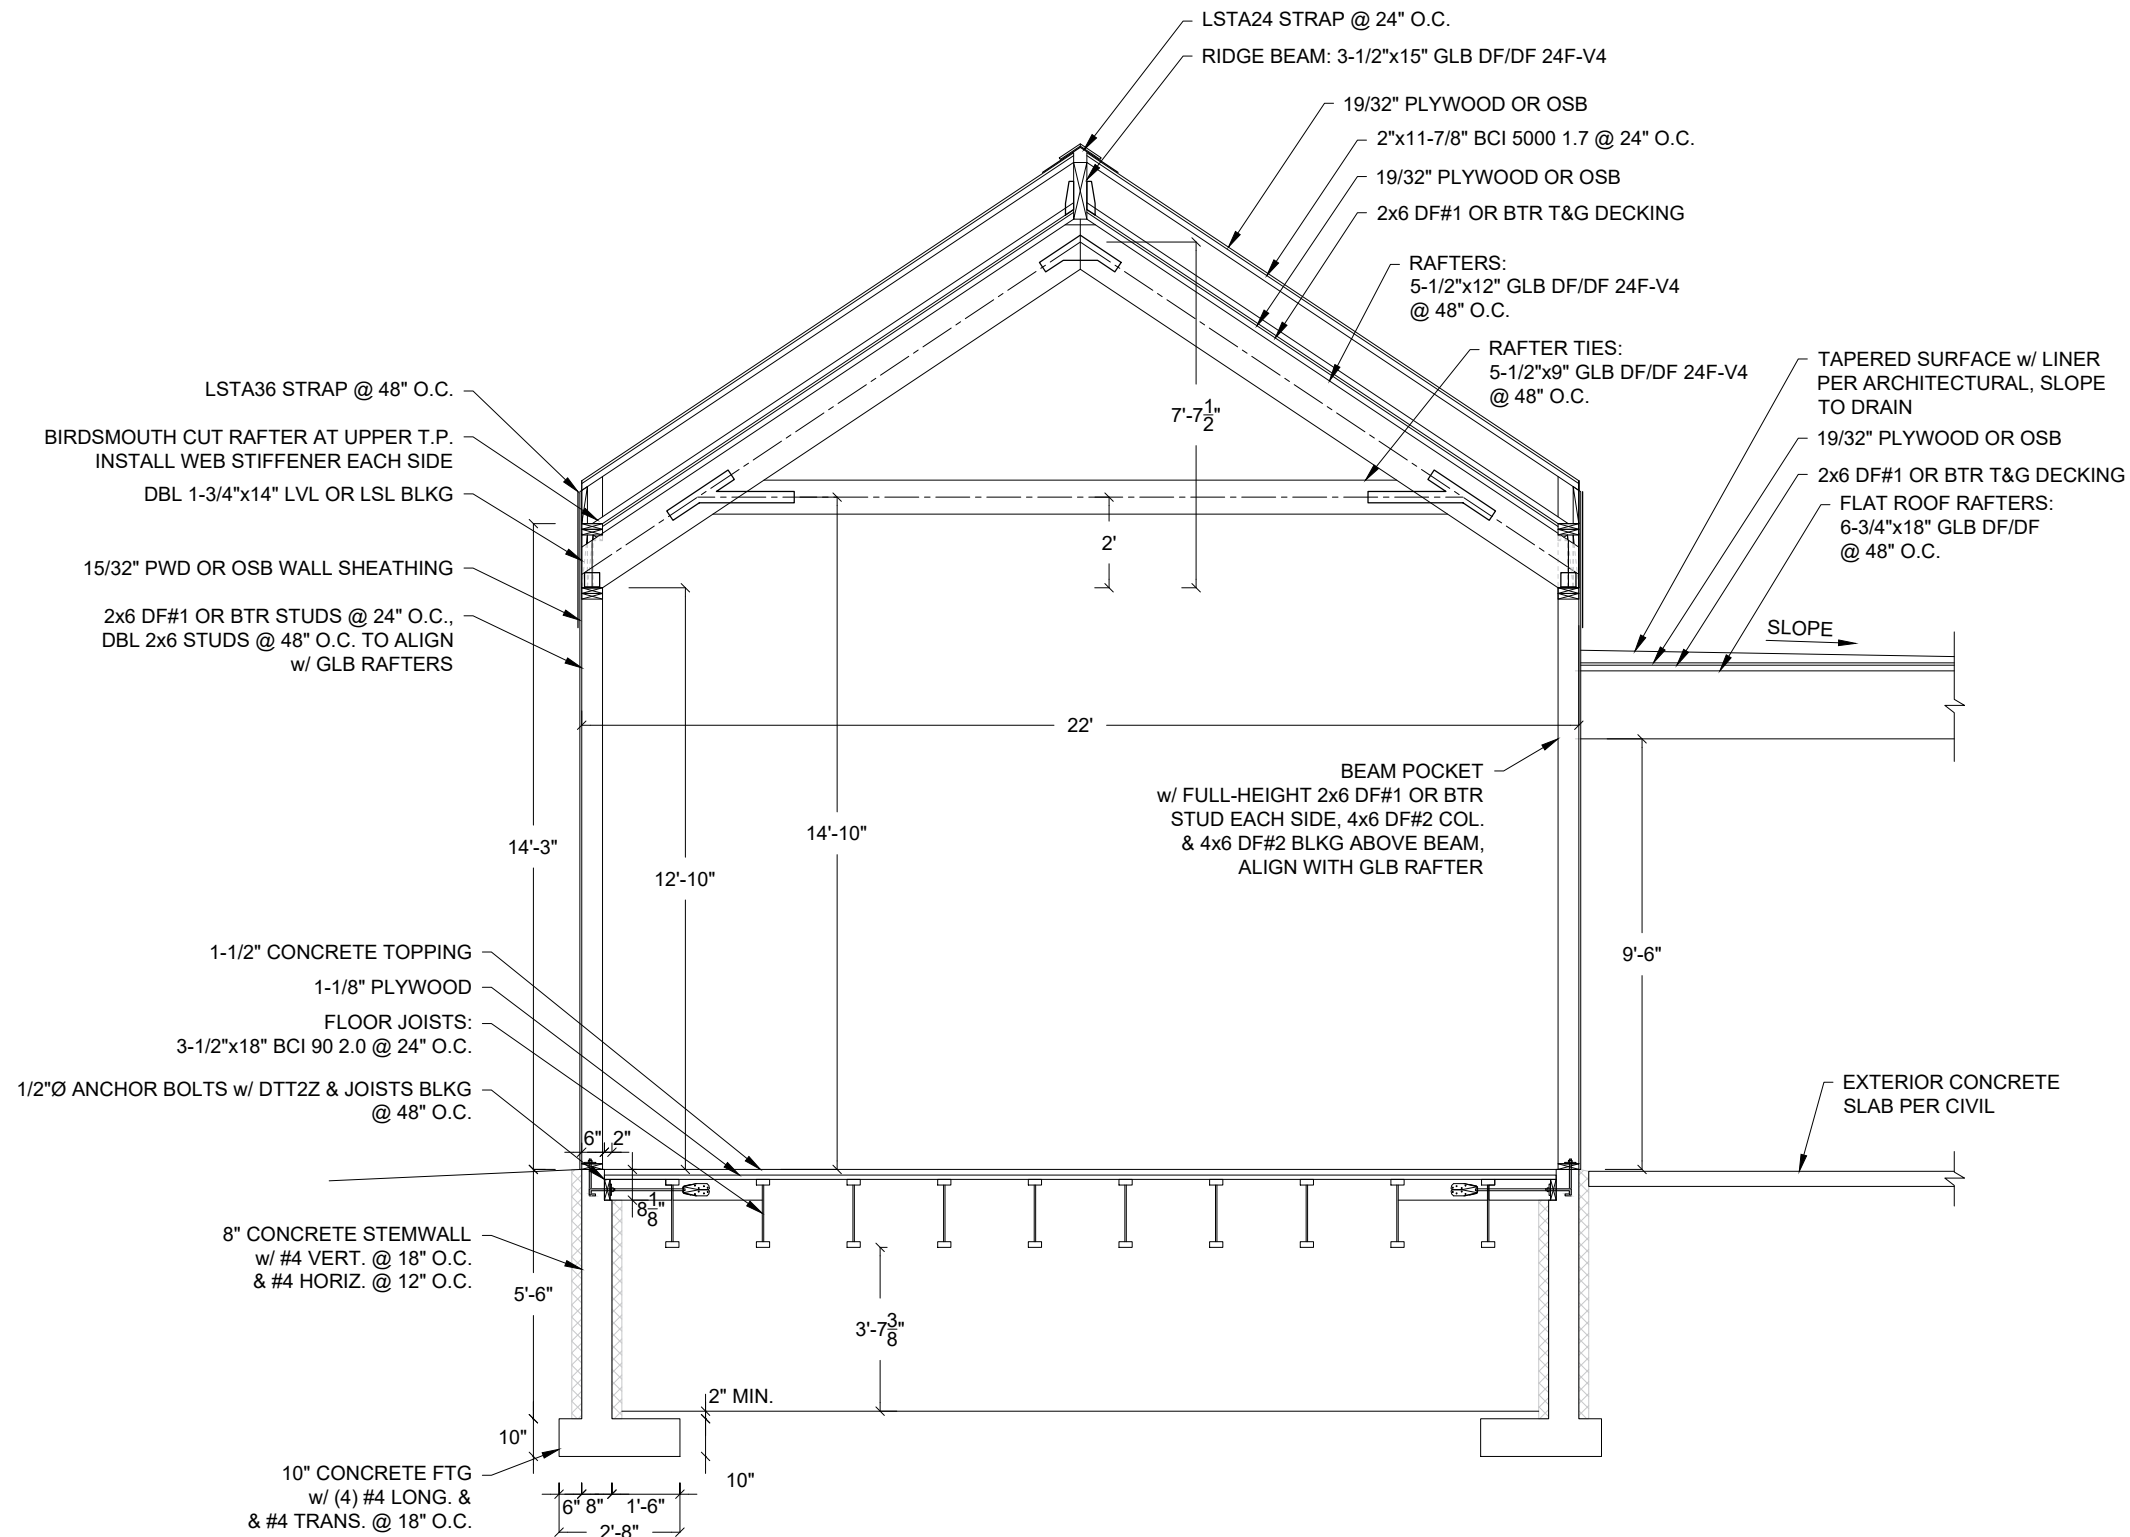 LSTA24 STRAP @ 24" O.C.
RIDGE BEAM: 3-1/2"x15" GLB DF/DF 24F-V4
19/32" PLYWOOD OR OSB
2"x11-7/8" BCI 5000 1.7 @ 24" O.C.
19/32" PLYWOOD OR OSB
2x6 DF#1 OR BTR T&G DECKING
RAFTERS:
5-1/2"x12" GLB DF/DF 24F-V4
@ 48" O.C.
RAFTER TIES:
5-1/2"x9" GLB DF/DF 24F-V4
@ 48" O.C.
TAPERED SURFACE w/ LINER
PER ARCHITECTURAL, SLOPE
TO DRAIN
19/32" PLYWOOD OR OSB
2x6 DF#1 OR BTR T&G DECKING
FLAT ROOF RAFTERS:
6-3/4"x18" GLB DF/DF
@ 48" O.C.
LSTA36 STRAP @ 48" O.C.
BIRDSMOUTH CUT RAFTER AT UPPER T.P.
INSTALL WEB STIFFENER EACH SIDE
DBL 1-3/4"x14" LVL OR LSL BLKG
15/32" PWD OR OSB WALL SHEATHING
2x6 DF#1 OR BTR STUDS @ 24" O.C.,
DBL 2x6 STUDS @ 48" O.C. TO ALIGN
w/ GLB RAFTERS
7'-7 1/2"
2'
SLOPE
22'
BEAM POCKET
w/ FULL-HEIGHT 2x6 DF#1 OR BTR
STUD EACH SIDE, 4x6 DF#2 COL.
& 4x6 DF#2 BLKG ABOVE BEAM,
ALIGN WITH GLB RAFTER
14'-3"
12'-10"
14'-10"
9'-6"
1-1/2" CONCRETE TOPPING
1-1/8" PLYWOOD
FLOOR JOISTS:
3-1/2"x18" BCI 90 2.0 @ 24" O.C.
1/2"Ø ANCHOR BOLTS w/ DTT2Z & JOISTS BLKG
@ 48" O.C.
EXTERIOR CONCRETE
SLAB PER CIVIL
6"
2"
8 1/8"
8" CONCRETE STEMWALL
w/ #4 VERT. @ 18" O.C.
& #4 HORIZ. @ 12" O.C.
5'-6"
3'-7 3/8"
2" MIN.
10"
10"
10" CONCRETE FTG
w/ (4) #4 LONG. &
& #4 TRANS. @ 18" O.C.
6"
8"
1'-6"
2'-8"